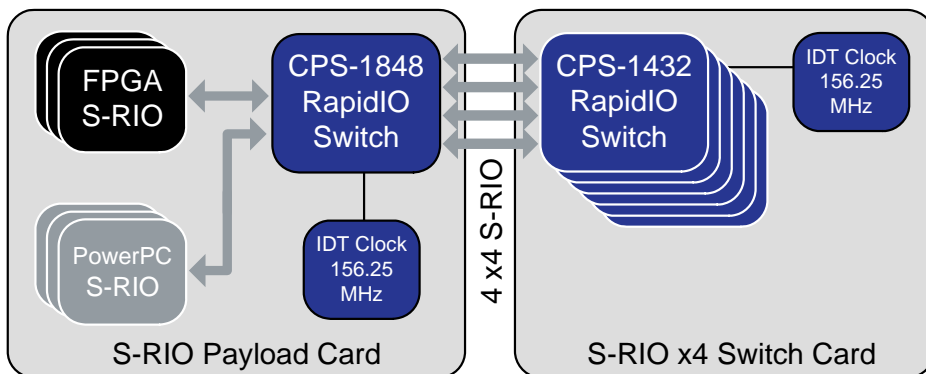 FPGA
S-RIO
PowerPC
S-RIO
CPS-1848
RapidIO
Switch
IDT Clock
156.25
MHz
S-RIO Payload Card
4 x4 S-RIO
CPS-1432
RapidIO
Switch
IDT Clock
156.25
MHz
S-RIO x4 Switch Card